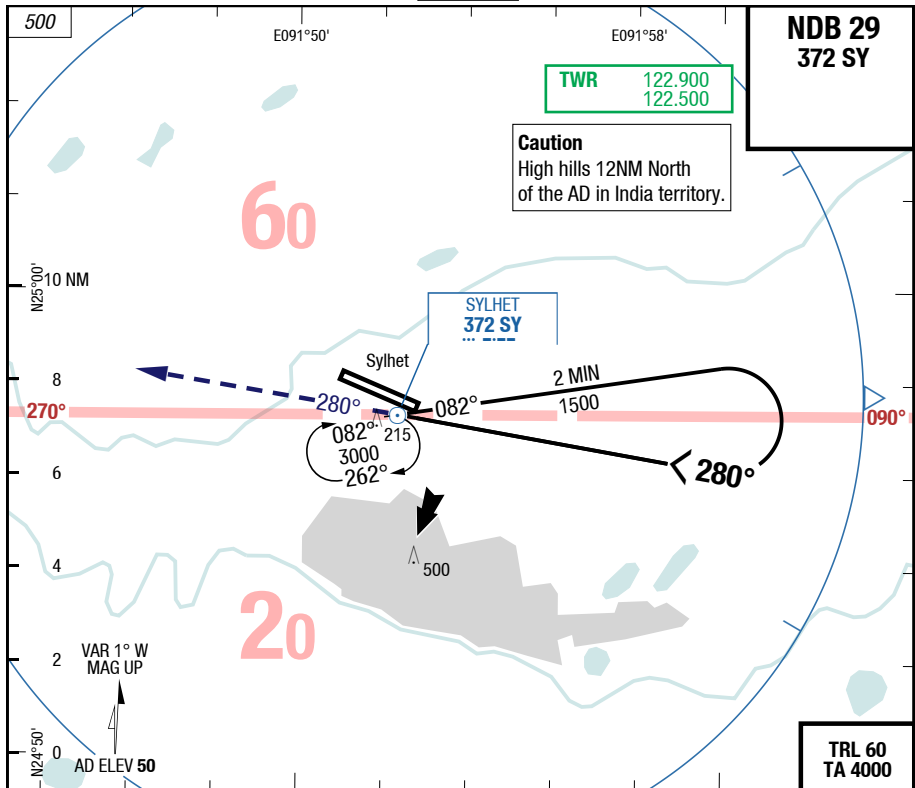 500
E091°50'
E091°58'
NDB 29
372 SY
TWR 122.900
122.500
Caution
High hills 12NM North
of the AD in India territory.
60
N25°00'
10 NM
SYLHET
372 SY
Sylhet
8
2 MIN
1500
270°
280°
082°
090°
082°
215
3000
262°
6
280°
4
500
20
2
VAR 1° W
MAG UP
N24°50'
0
AD ELEV 50
TRL 60
TA 4000